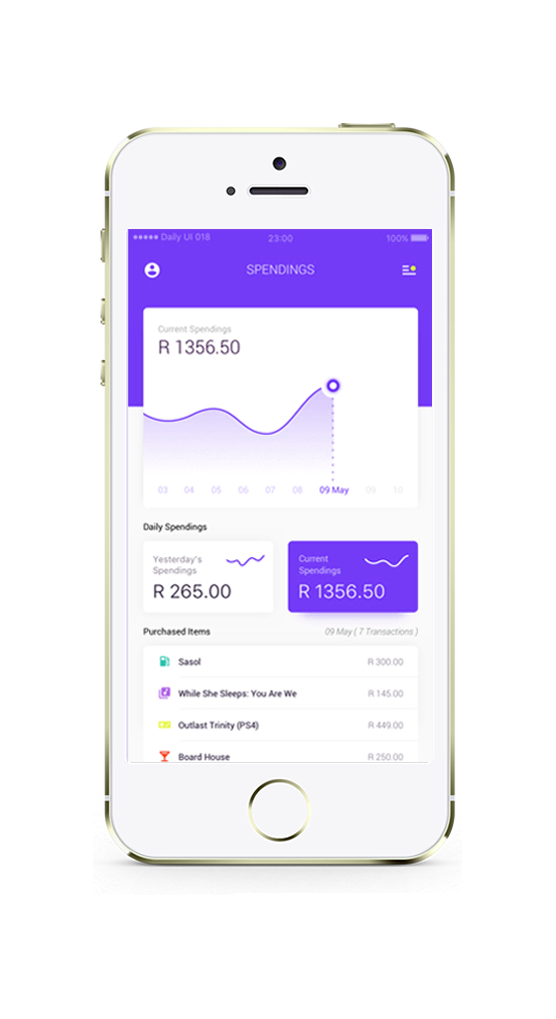 Daily UI 018 23:00 100%
SPENDINGS
Current Spendings
R 1356.50
03 04 05 06 07 08 09 May 09 10
Daily Spendings
Yesterday's
Spendings
R 265.00
Current
Spendings
R 1356.50
Purchased Items 09 May ( 7 Transactions )
Sasol R 300.00
While She Sleeps: You Are We R 145.00
Outlast Trinity (PS4) R 449.00
Board House R 250.00